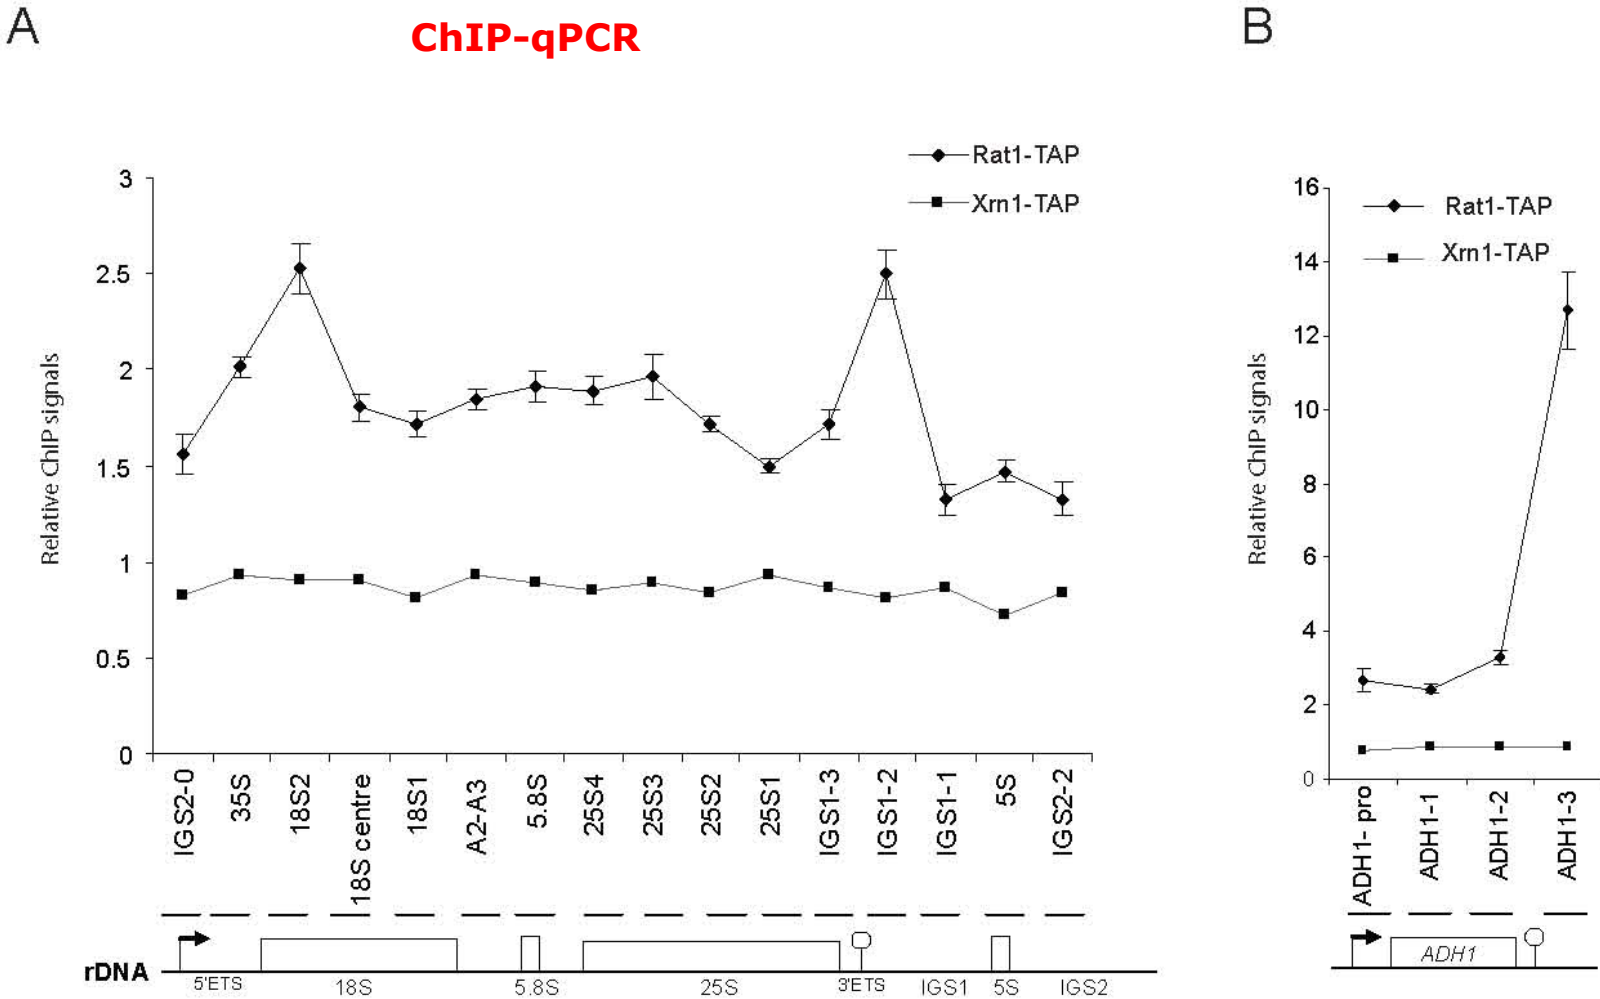 A
ChIP-qPCR
B
Rat1-TAP
Xrn1-TAP
3
2.5
2
1.5
1
0.5
0
Relative ChIP signals
IGS2-0
35S
18S2
18S centre
18S1
A2-A3
5.8S
25S4
25S3
25S2
25S1
IGS1-3
IGS1-2
IGS1-1
5S
IGS2-2
rDNA
5'ETS
18S
5.8S
25S
3'ETS
IGS1
5S
IGS2
Rat1-TAP
Xrn1-TAP
16
14
12
10
8
6
4
2
0
Relative ChIP signals
ADH1- pro
ADH1-1
ADH1-2
ADH1-3
ADH1